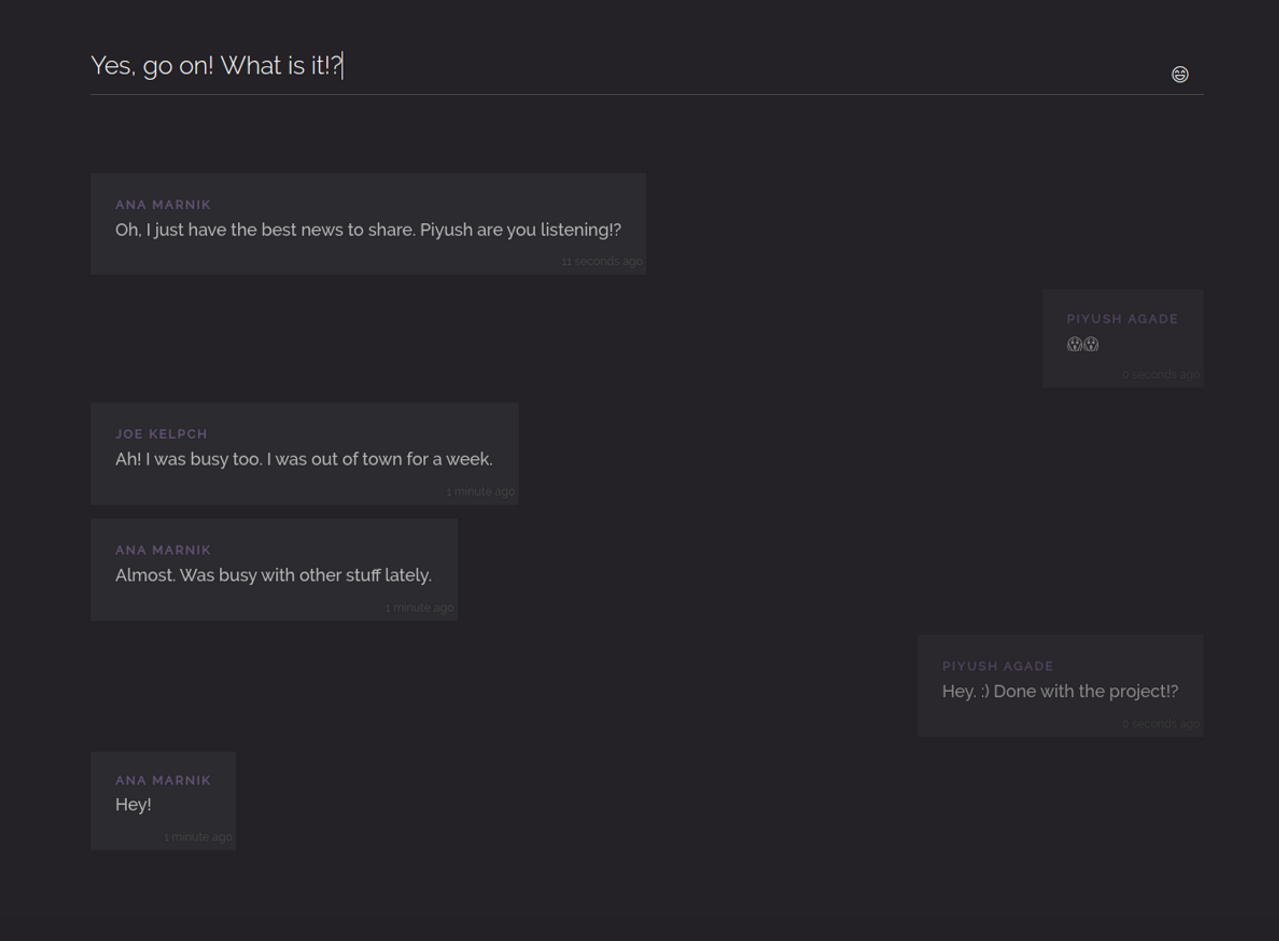 Yes, go on! What is it!?
😄
ANA MARNIK
Oh, I just have the best news to share. Piyush are you listening!?
11 seconds ago
PIYUSH AGADE
😱😱
0 seconds ago
JOE KELPCH
Ah! I was busy too. I was out of town for a week.
1 minute ago
ANA MARNIK
Almost. Was busy with other stuff lately.
1 minute ago
PIYUSH AGADE
Hey. :) Done with the project!?
0 seconds ago
ANA MARNIK
Hey!
1 minute ago